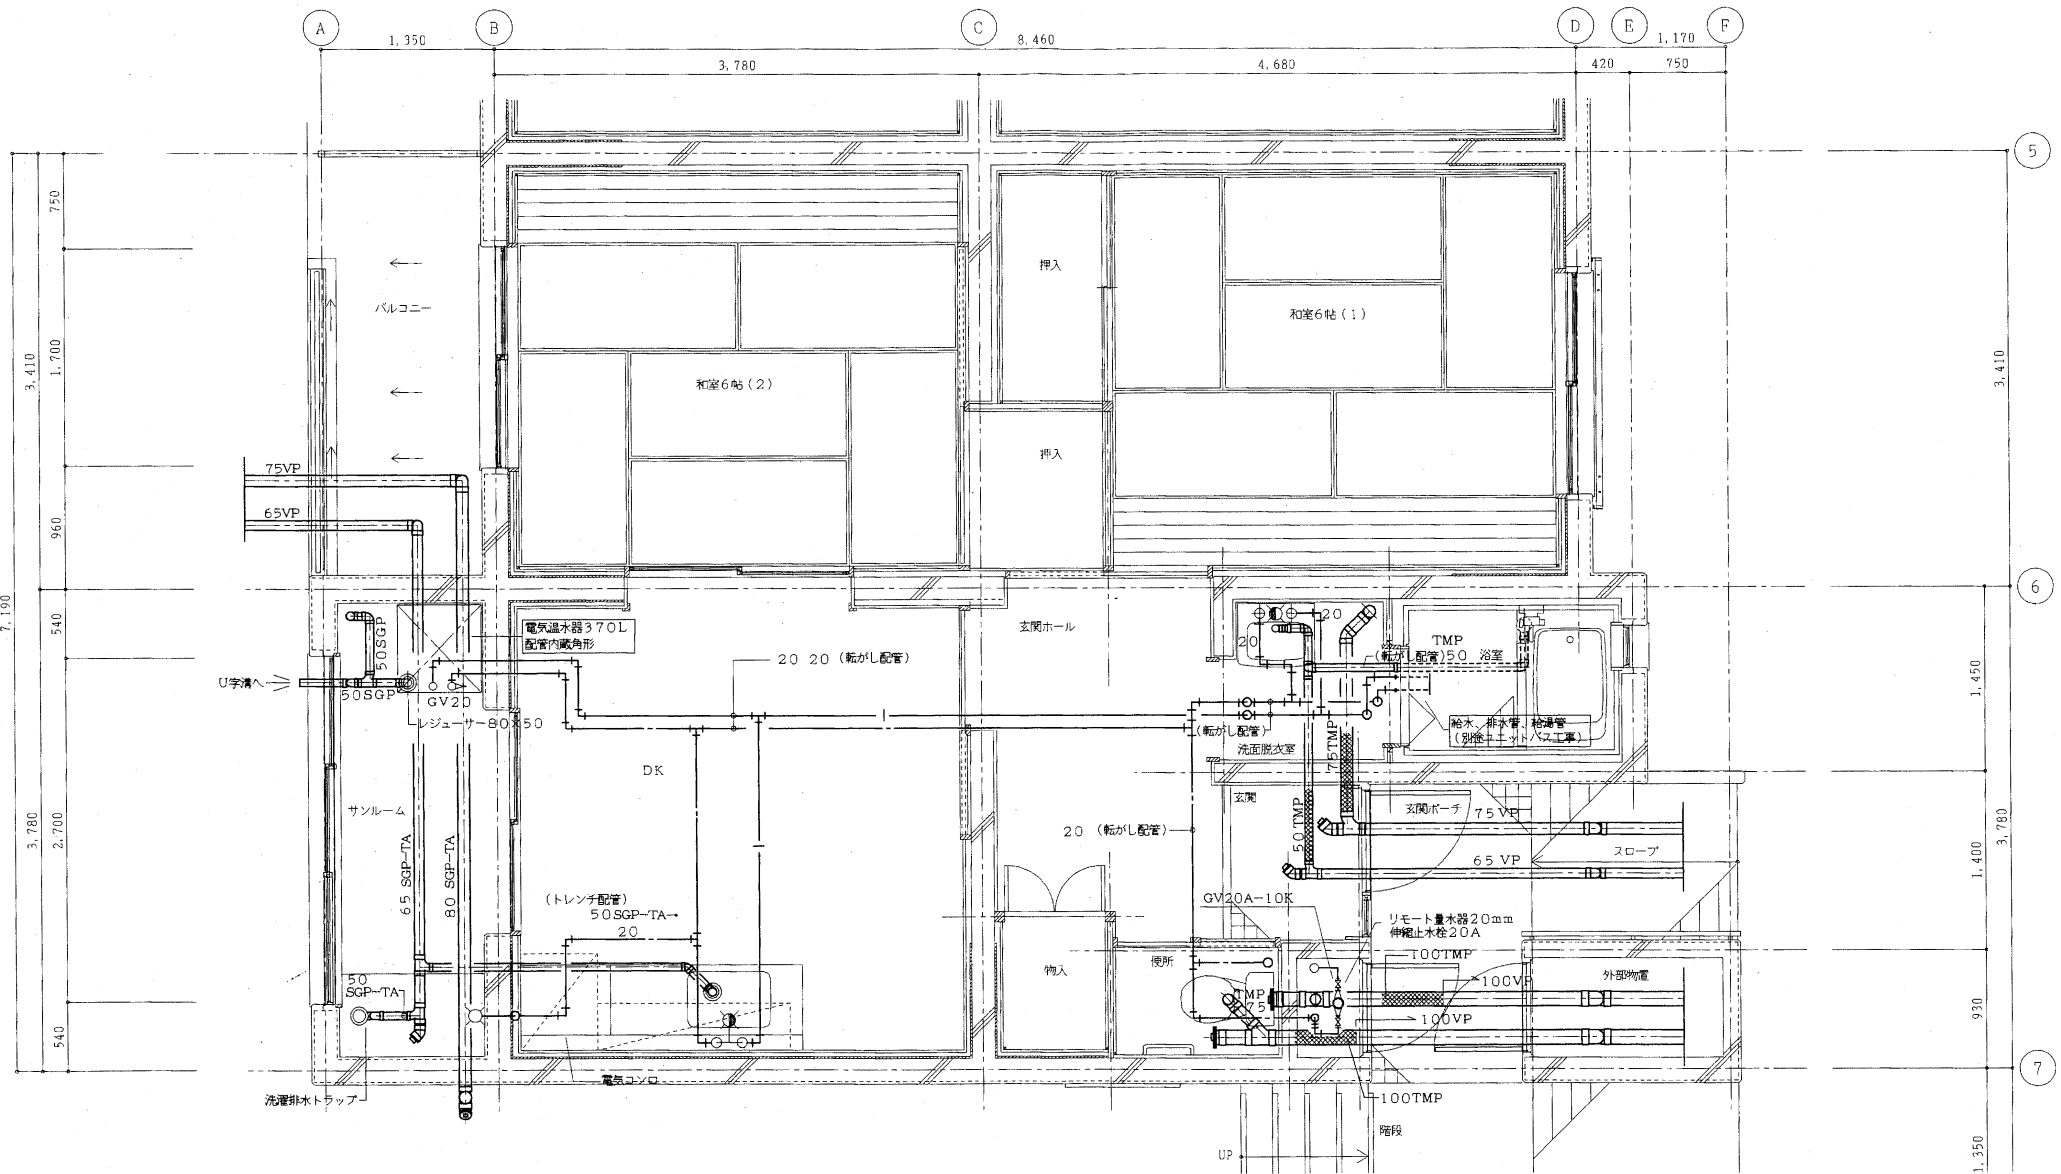 A
B
C
D
E
F
1,350
8,460
1,170
3,780
4,680
420
750
5
750
押入
バルコニー
和室6帖(1)
3,410
1,700
3,410
和室6帖(2)
押入
75VP
65VP
960
6
7,190
540
50SGP
電気温水器370L
配管内蔵角形
玄関ホール
20
20
TMP
(転がし配管)50
浴室
20 20 (転がし配管)
U字溝へ
50SGP
GV20
レジューサー80×50
1,450
給水、排水管、給湯管
(別途ユニットバス工事)
(転がし配管)
洗面脱衣室
75TMP
DK
サンルーム
玄関
玄関ポーチ
75VP
3,780
2,700
3,780
20 (転がし配管)
50TMP
スロープ
65 VP
1,400
65 SGP-TA
80 SGP-TA
(トレンチ配管)
50SGP-TA
20
GV20A-10K
リモート量水器20mm
伸縮止水栓20A
100TMP
物入
便所
外部物置
50
SGP-TA
100VP
TMP
75
100VP
930
540
電気コンロ
7
洗濯排水トラップ
100TMP
階段
UP
1,350